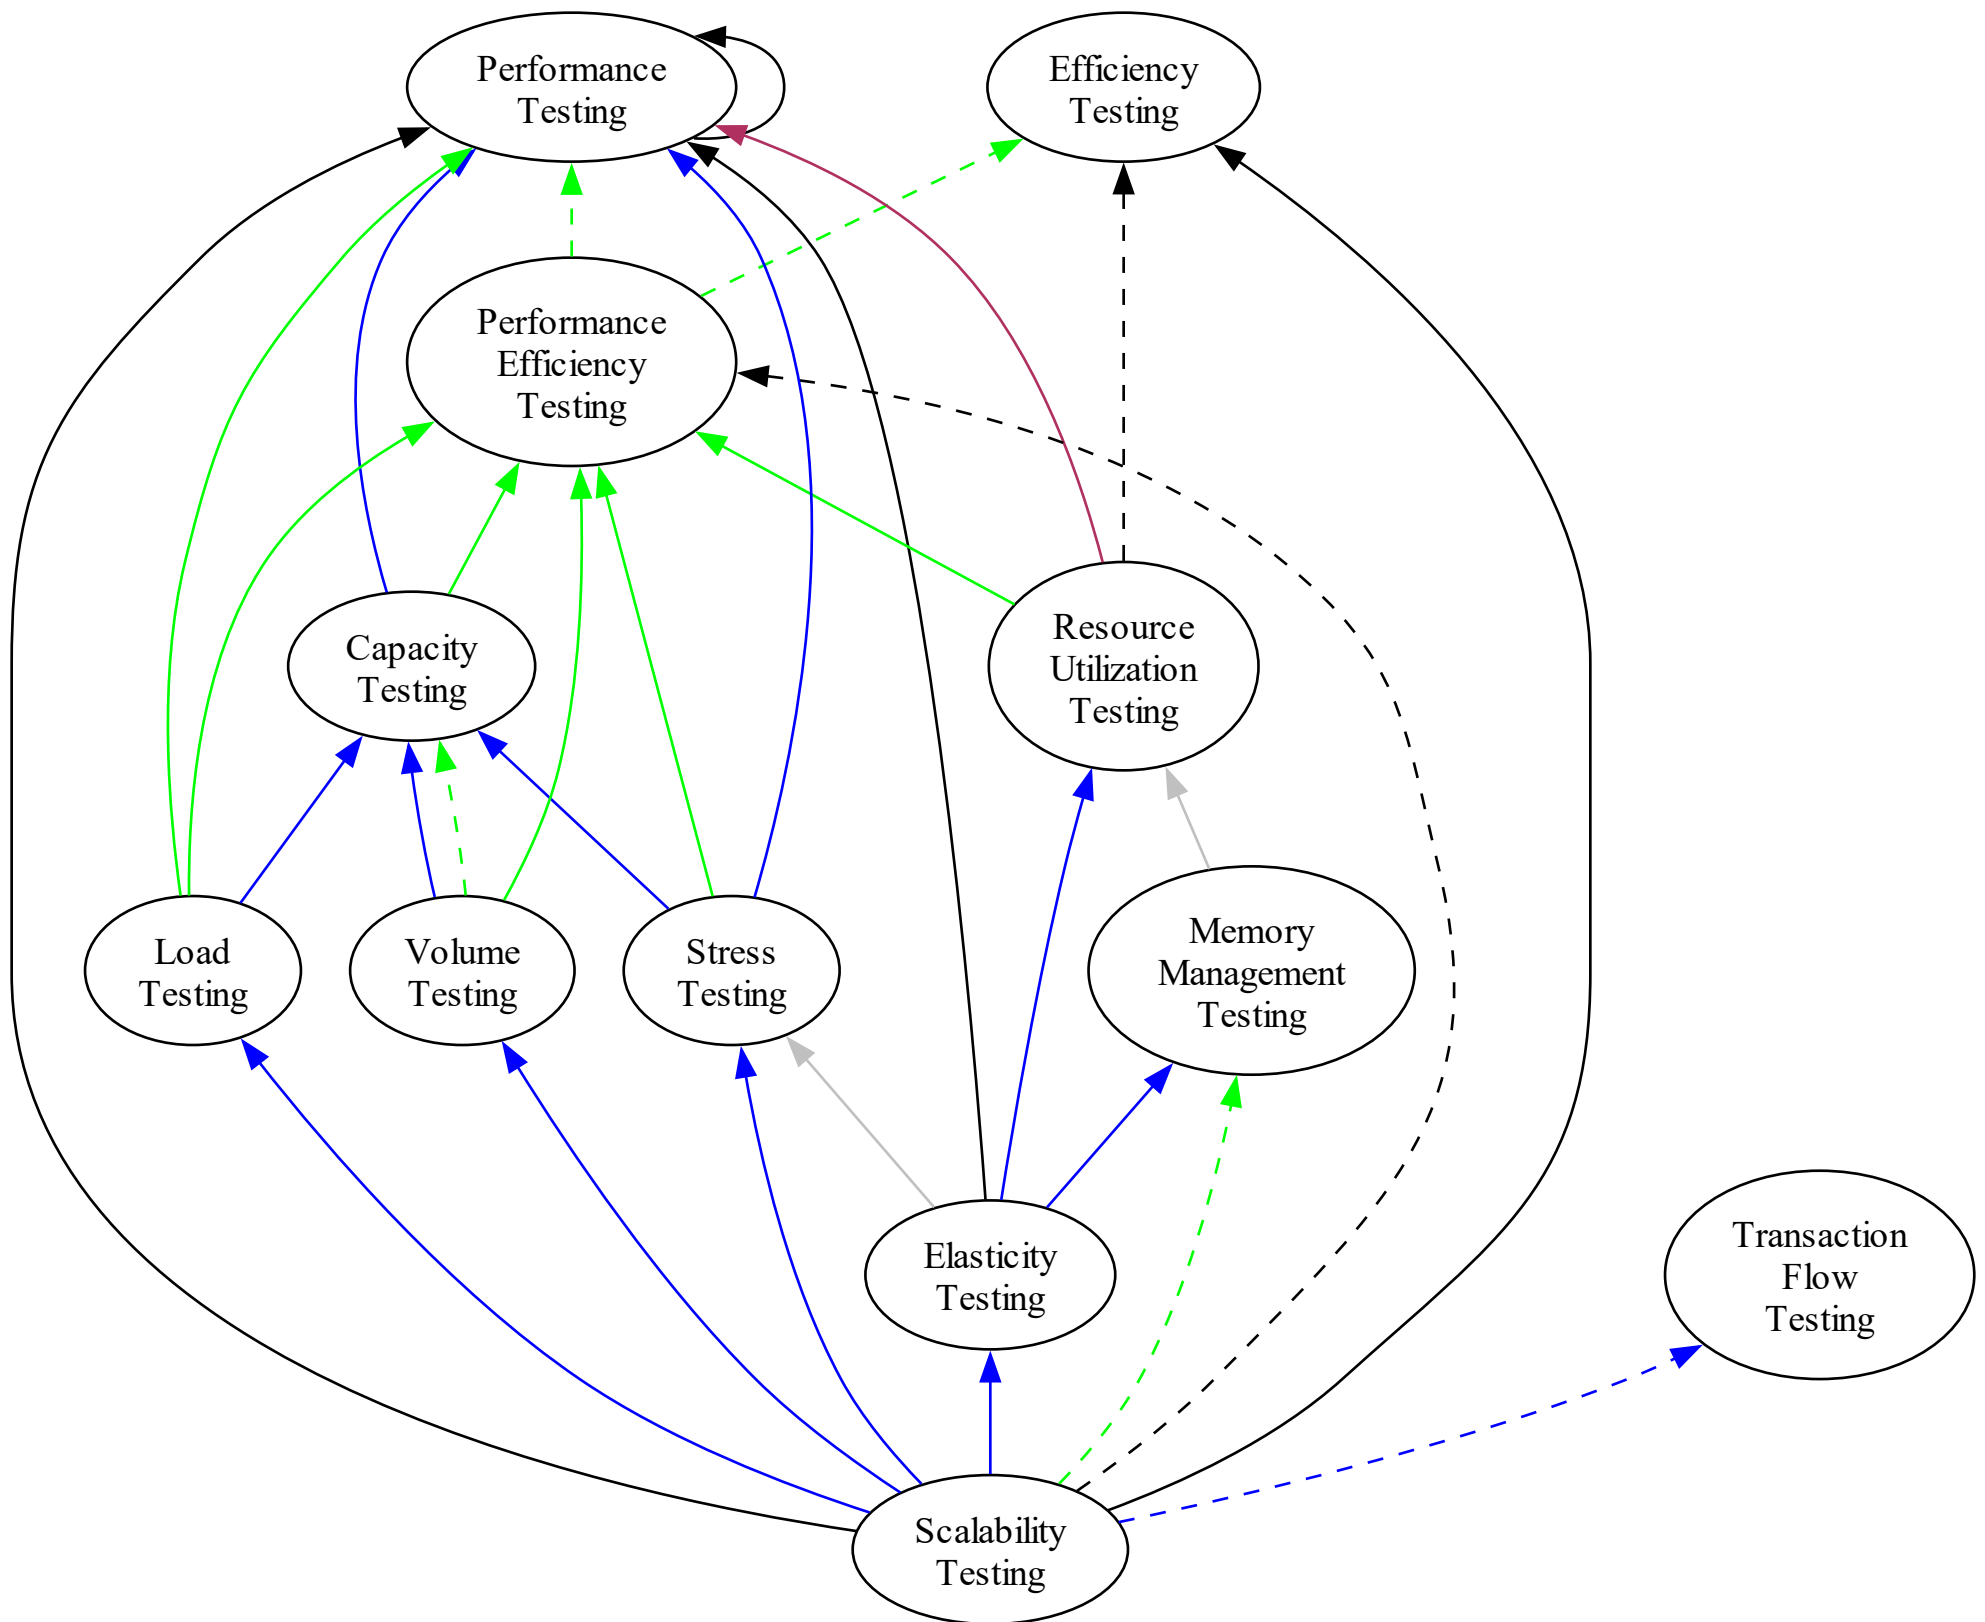 Performance
Testing
Efficiency
Testing
Performance
Efficiency
Testing
Capacity
Testing
Resource
Utilization
Testing
Load
Testing
Volume
Testing
Stress
Testing
Memory
Management
Testing
Elasticity
Testing
Transaction
Flow
Testing
Scalability
Testing